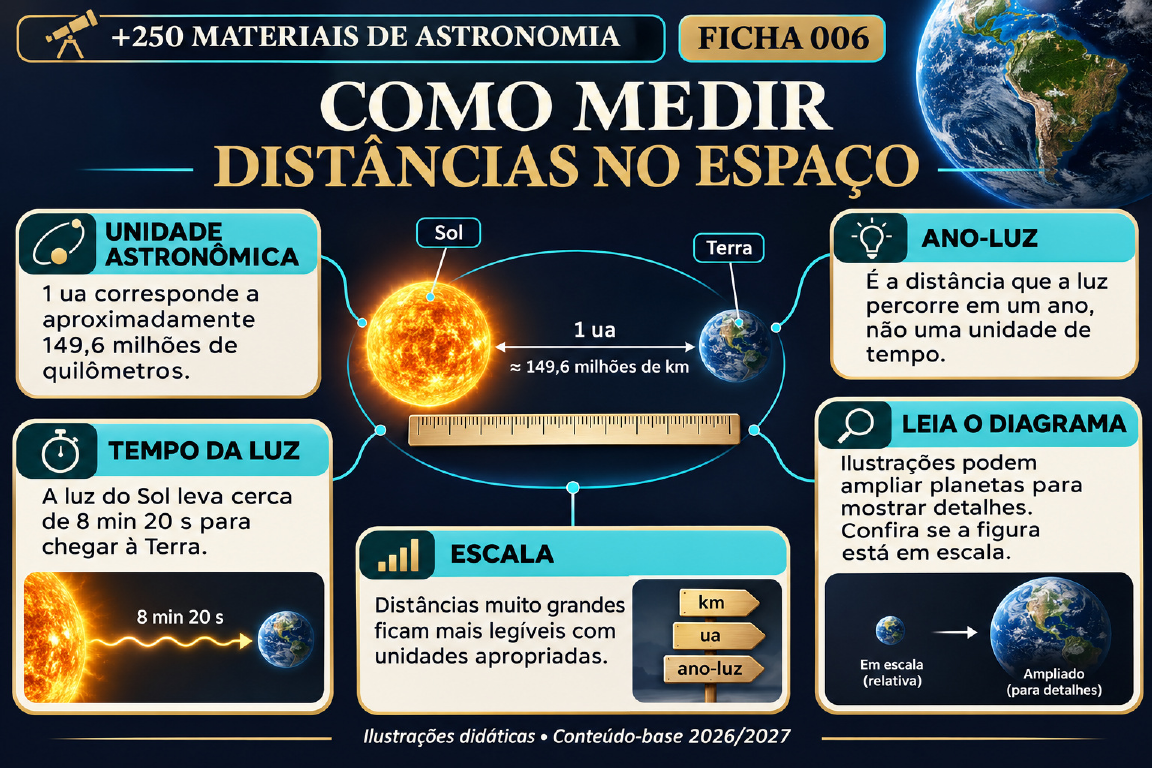 +250 MATERIAIS DE ASTRONOMIA
FICHA 006
COMO MEDIR
DISTÂNCIAS NO ESPAÇO
UNIDADE
ASTRONÔMICA
1 ua corresponde a
aproximadamente
149,6 milhões de
quilômetros.
Sol
Terra
1 ua
≈ 149,6 milhões de km
ANO-LUZ
É a distância que a luz
percorre em um ano,
não uma unidade de
tempo.
TEMPO DA LUZ
A luz do Sol leva cerca
de 8 min 20 s para
chegar à Terra.
8 min 20 s
ESCALA
Distâncias muito grandes
ficam mais legíveis com
unidades apropriadas.
km
ua
ano-luz
LEIA O DIAGRAMA
Ilustrações podem
ampliar planetas para
mostrar detalhes.
Confira se a figura
está em escala.
Em escala
(relativa)
Ampliado
(para detalhes)
Ilustrações didáticas • Conteúdo-base 2026/2027